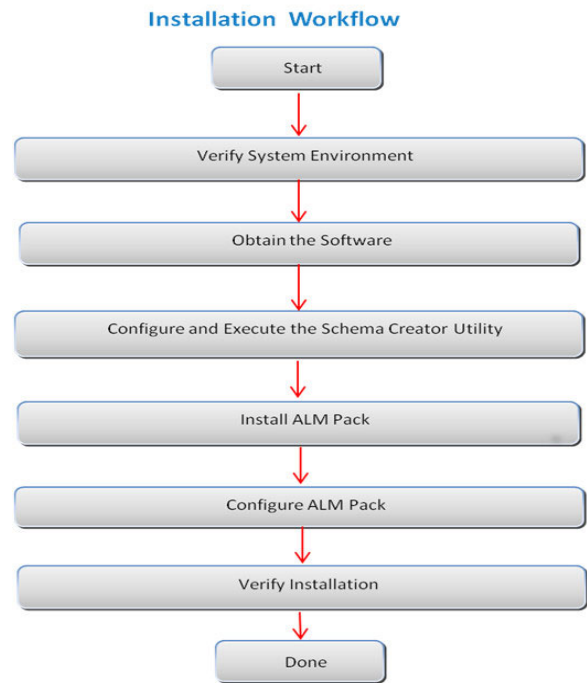 Installation Workflow
Start
Verify System Environment
Obtain the Software
Configure and Execute the Schema Creator Utility
Install ALM Pack
Configure ALM Pack
Verify Installation
Done